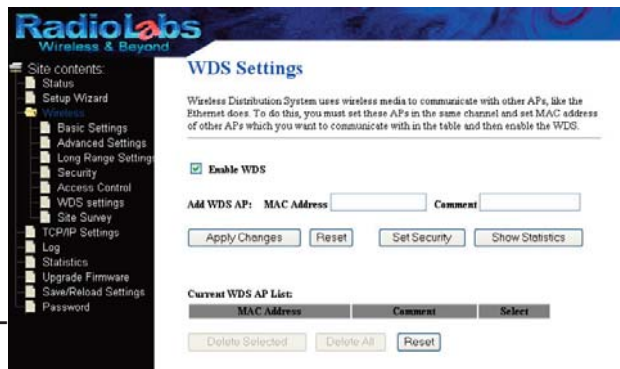 RadioLabs
Wireless & Beyond
Site contents:
Status
Setup Wizard
Wireless
Basic Settings
Advanced Settings
Long Range Settings
Security
Access Control
WDS settings
Site Survey
TCP/IP Settings
Log
Statistics
Upgrade Firmware
Save/Reload Settings
Password
WDS Settings
Wireless Distribution System uses wireless media to communicate with other APs, like the
Ethernet does. To do this, you must set these APs in the same channel and set MAC address
of other APs which you want to communicate with in the table and then enable the WDS.
Enable WDS
Add WDS AP: MAC Address Comment
Apply Changes Reset Set Security Show Statistics
Current WDS AP List:
MAC Address Comment Select
Delete Selected Delete All Reset